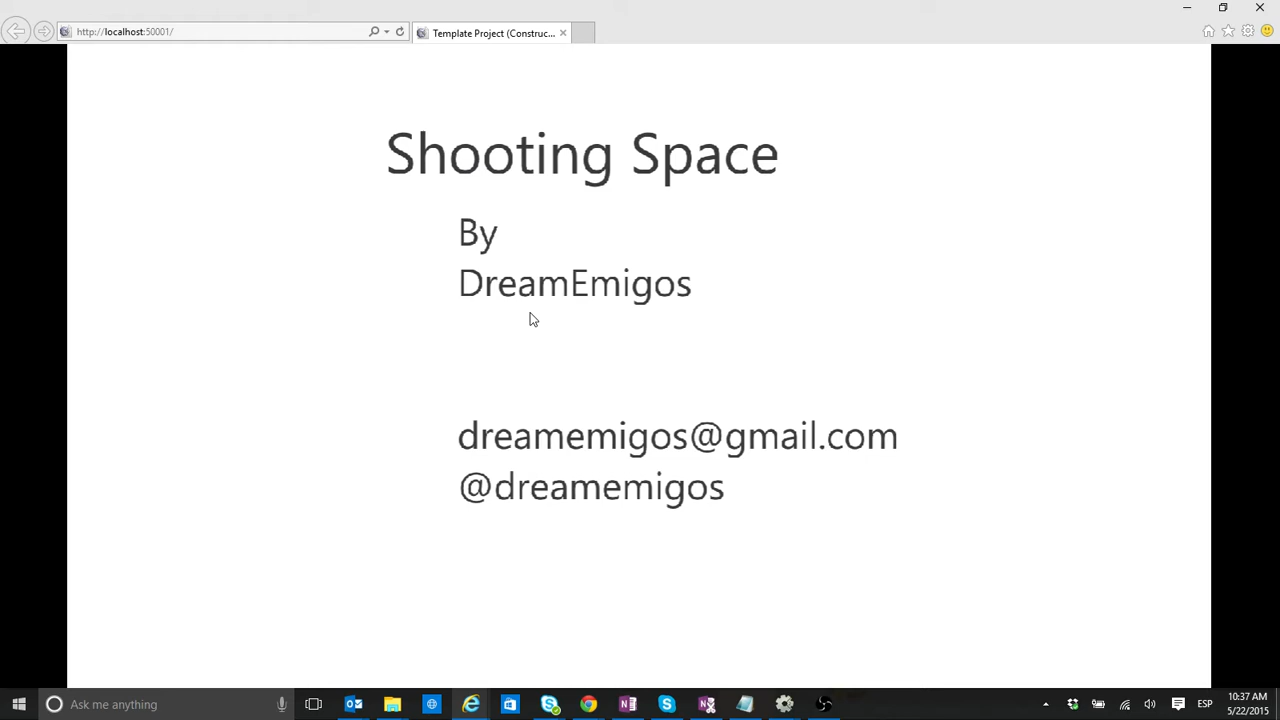 http://localhost:50001/
Template Project (Construc...
Shooting Space
By
DreamEmigos
dreamemigos@gmail.com
@dreamemigos
Ask me anything
ESP
10:37 AM
5/22/2015